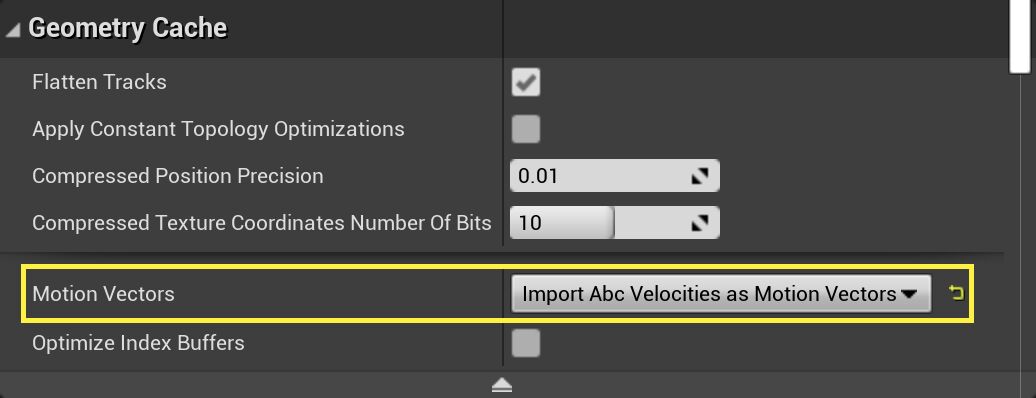 Geometry Cache
Flatten Tracks
Apply Constant Topology Optimizations
Compressed Position Precision 0.01
Compressed Texture Coordinates Number Of Bits 10
Motion Vectors Import Abc Velocities as Motion Vectors
Optimize Index Buffers